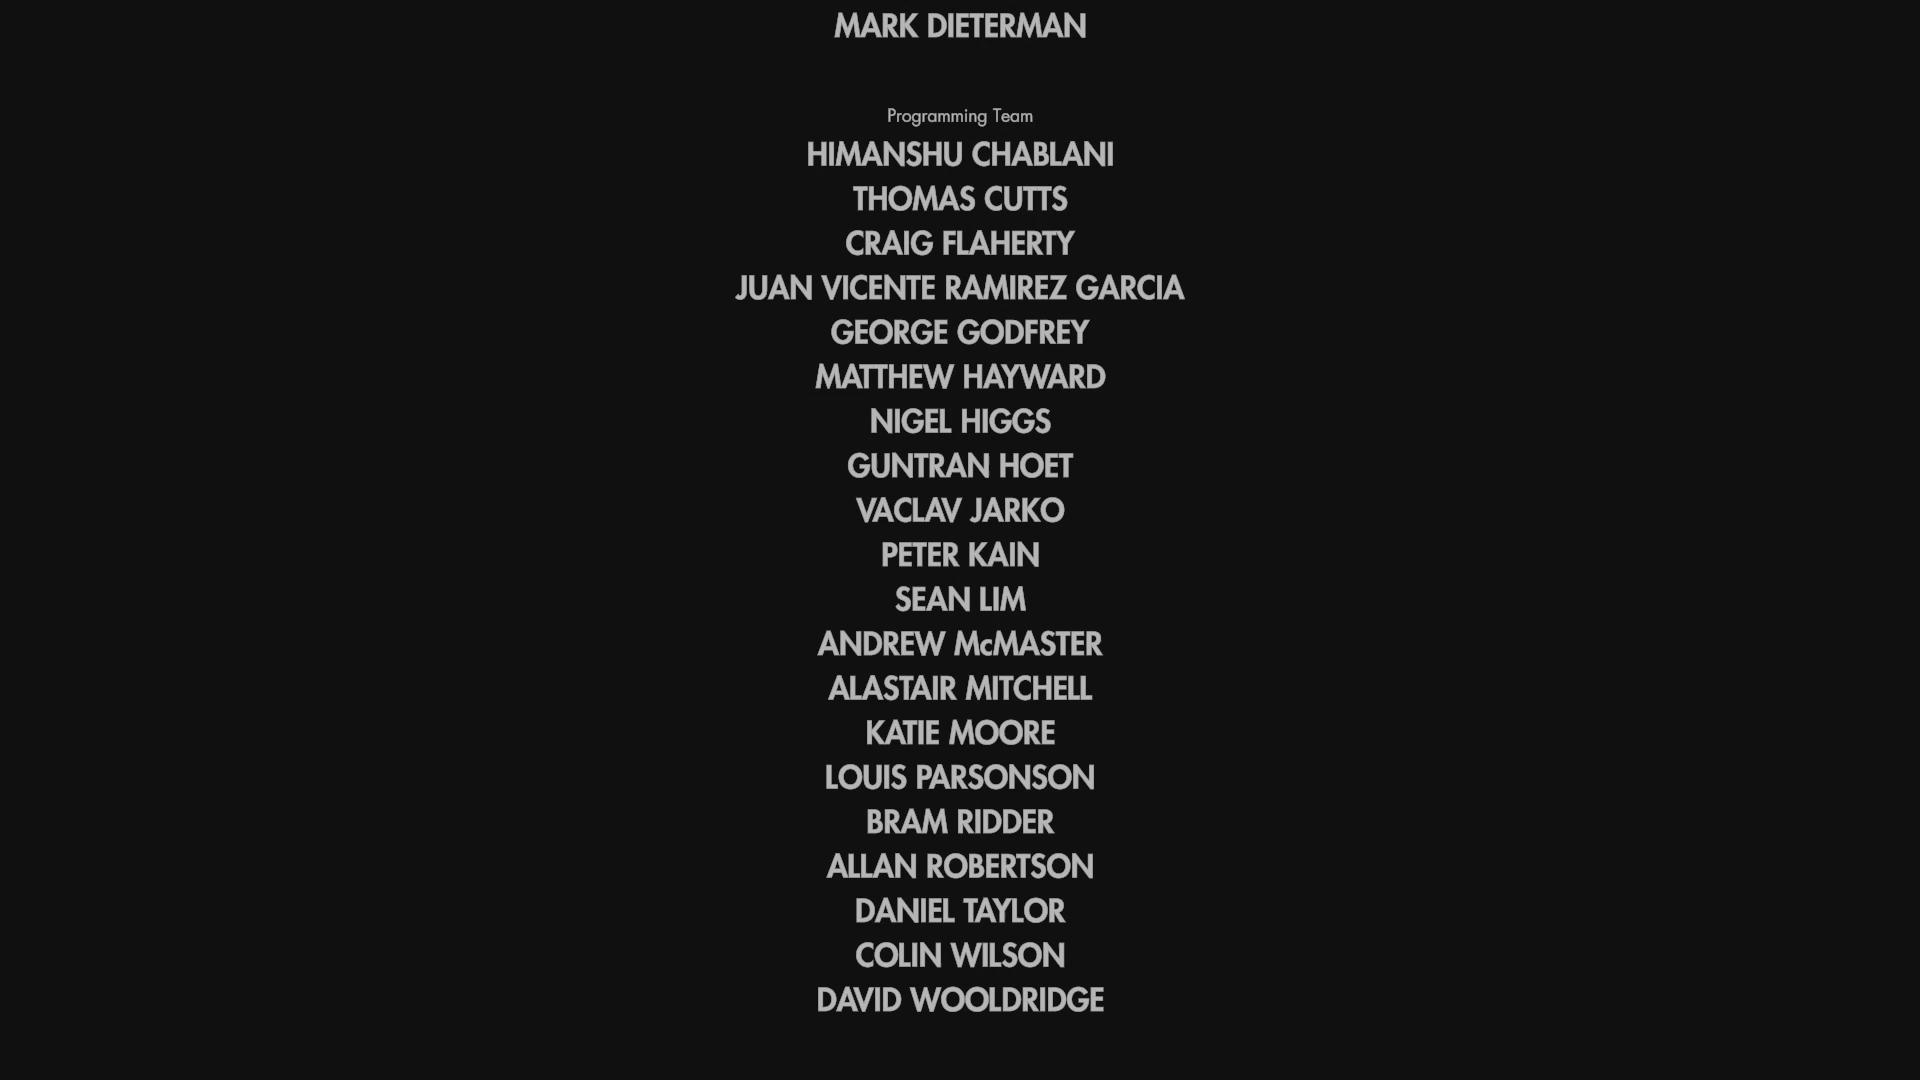 MARK DIETERMAN
Programming Team
HIMANSHU CHABLANI
THOMAS CUTTS
CRAIG FLAHERTY
JUAN VICENTE RAMIREZ GARCIA
GEORGE GODFREY
MATTHEW HAYWARD
NIGEL HIGGS
GUNTRAN HOET
VACLAV JARKO
PETER KAIN
SEAN LIM
ANDREW McMASTER
ALASTAIR MITCHELL
KATIE MOORE
LOUIS PARSONSON
BRAM RIDDER
ALLAN ROBERTSON
DANIEL TAYLOR
COLIN WILSON
DAVID WOOLDRIDGE